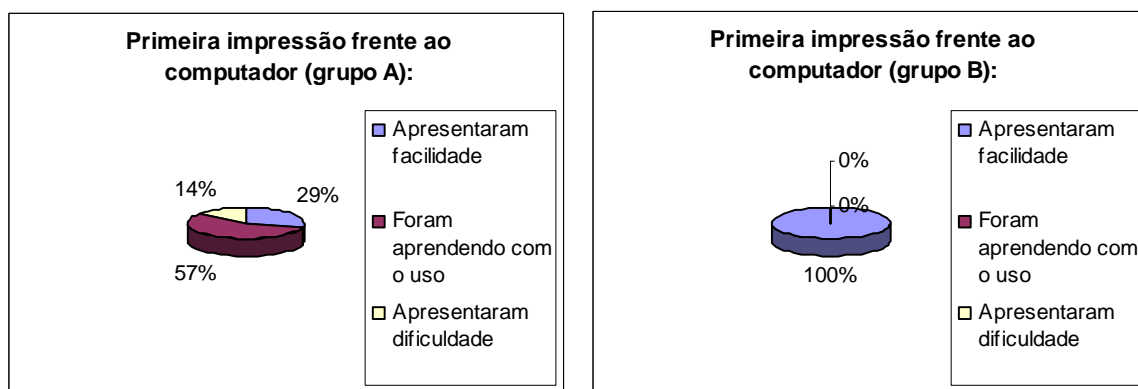 Primeira impressão frente ao
computador (grupo A):
14%
29%
57%
Apresentaram
facilidade
Foram
aprendendo com
o uso
Apresentaram
dificuldade
Primeira impressão frente ao
computador (grupo B):
0%
0%
100%
Apresentaram
facilidade
Foram
aprendendo com
o uso
Apresentaram
dificuldade